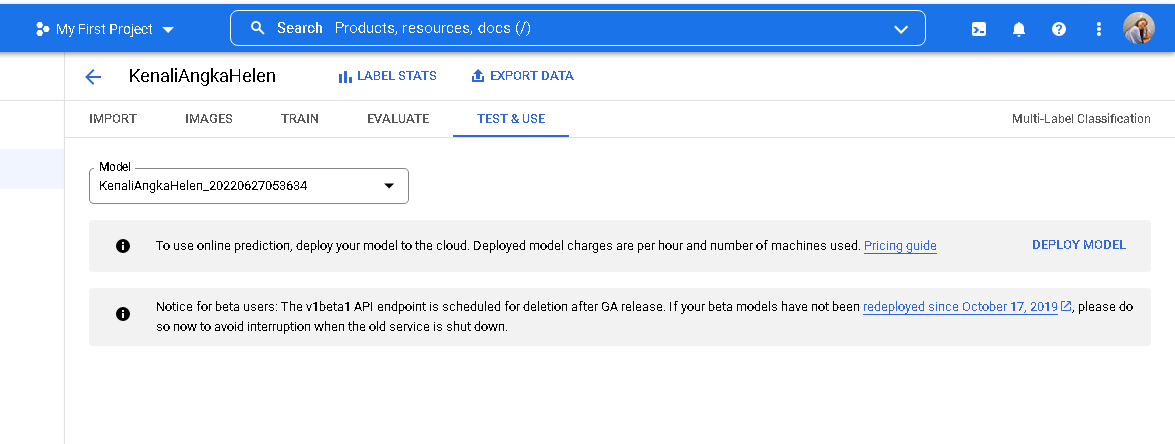 My First Project
Search Products, resources, docs (/)
KenaliAngkaHelen
LABEL STATS
EXPORT DATA
IMPORT
IMAGES
TRAIN
EVALUATE
TEST & USE
Multi-Label Classification
Model
KenaliAngkaHelen_20220627053634
To use online prediction, deploy your model to the cloud. Deployed model charges are per hour and number of machines used. Pricing guide
DEPLOY MODEL
Notice for beta users: The v1beta1 API endpoint is scheduled for deletion after GA release. If your beta models have not been redeployed since October 17, 2019, please do
so now to avoid interruption when the old service is shut down.